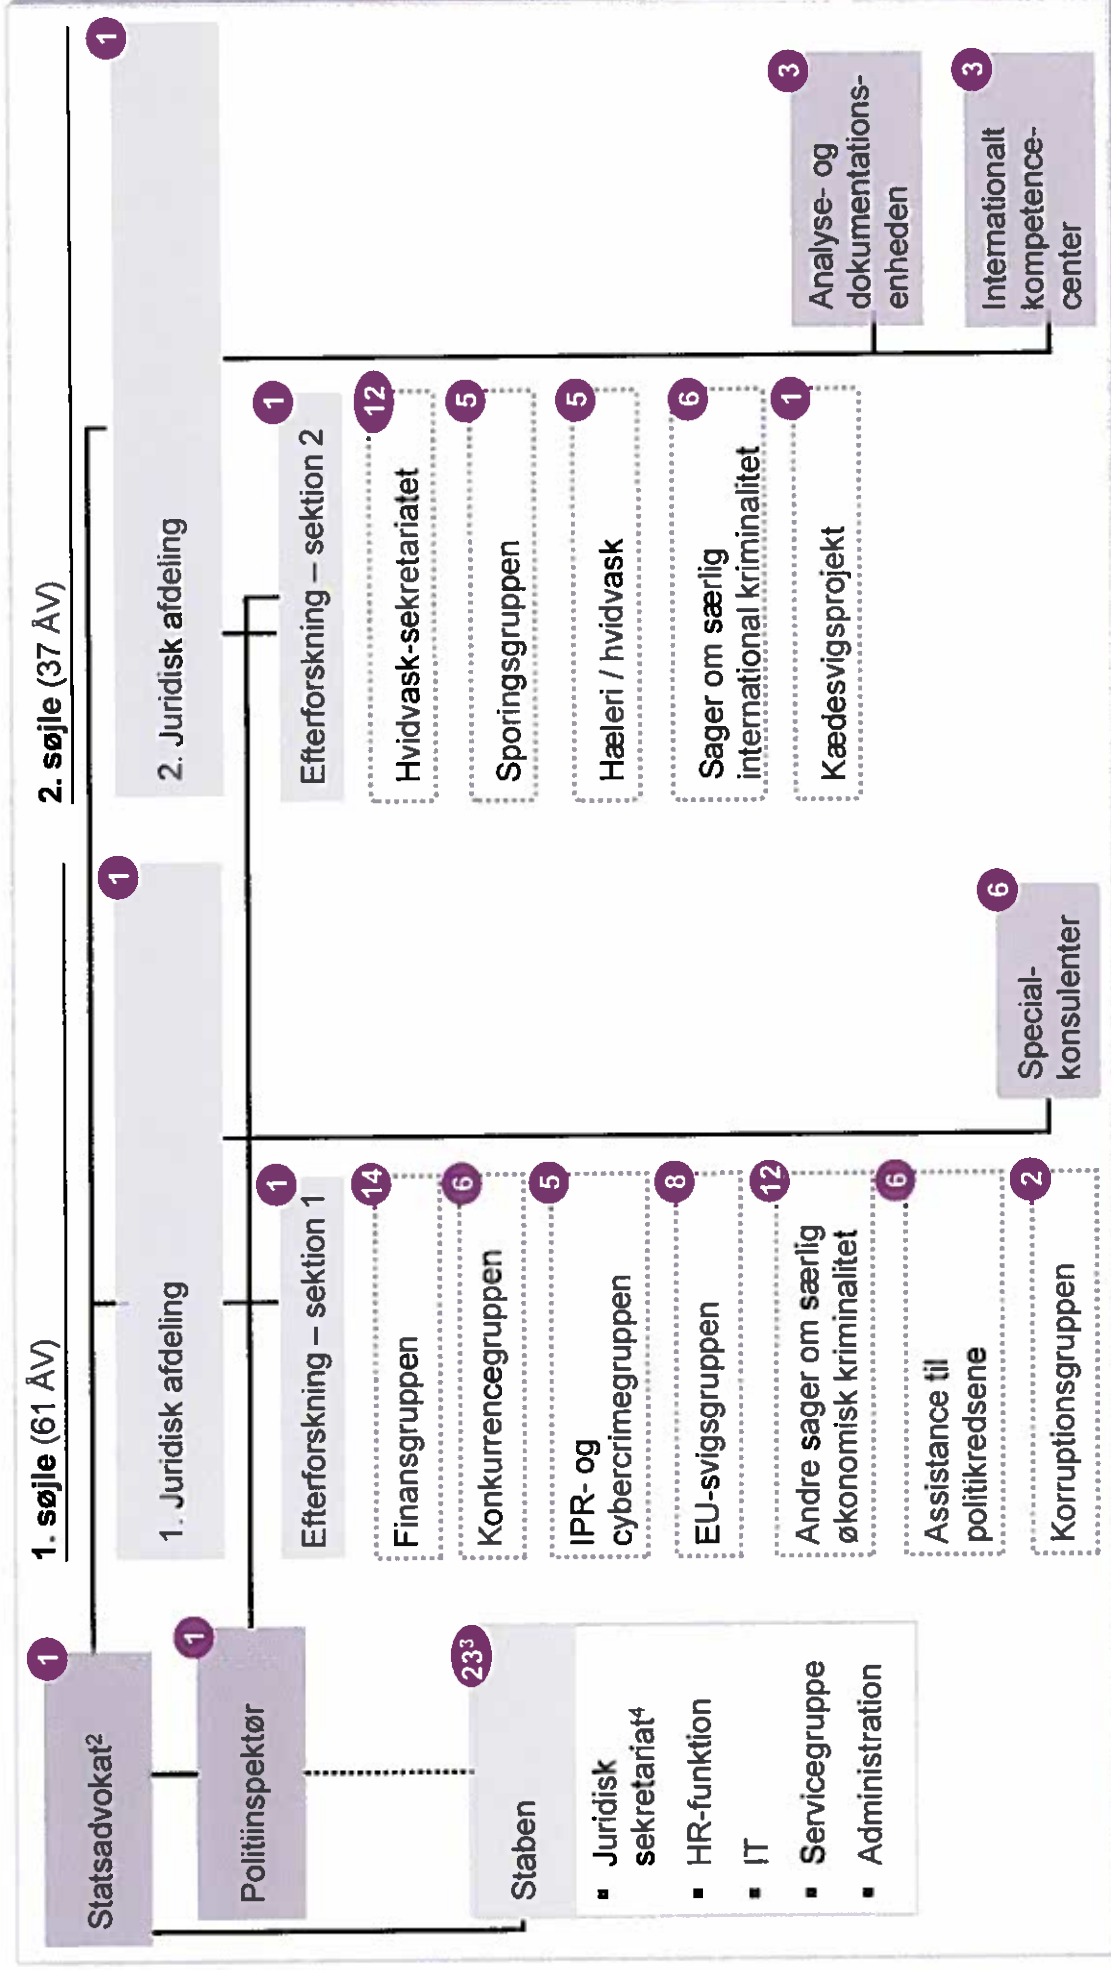 1. søjle (61 ÅV)
2. søjle (37 ÅV)
1
Statsadvokat²
1
Politiinspektør
23³
Staben
▪ Juridisk
sekretariat⁴
▪ HR-funktion
▪ IT
▪ Servicegruppe
▪ Administration
1
1. Juridisk afdeling
1
Efterforskning – sektion 1
14
Finansgruppen
6
Konkurrencegruppen
5
IPR- og
cybercrimegruppen
8
EU-svigsgruppen
12
Andre sager om særlig
økonomisk kriminalitet
6
Assistance til
politikredsene
2
Korruptionsgruppen
6
Special-
konsulenter
1
2. Juridisk afdeling
1
Efterforskning – sektion 2
12
Hvidvask-sekretariatet
5
Sporingsgruppen
5
Hæleri / hvidvask
6
Sager om særlig
international kriminalitet
1
Kædesvigsprojekt
3
Analyse- og
dokumentations-
enheden
3
Internationalt
kompetence-
center